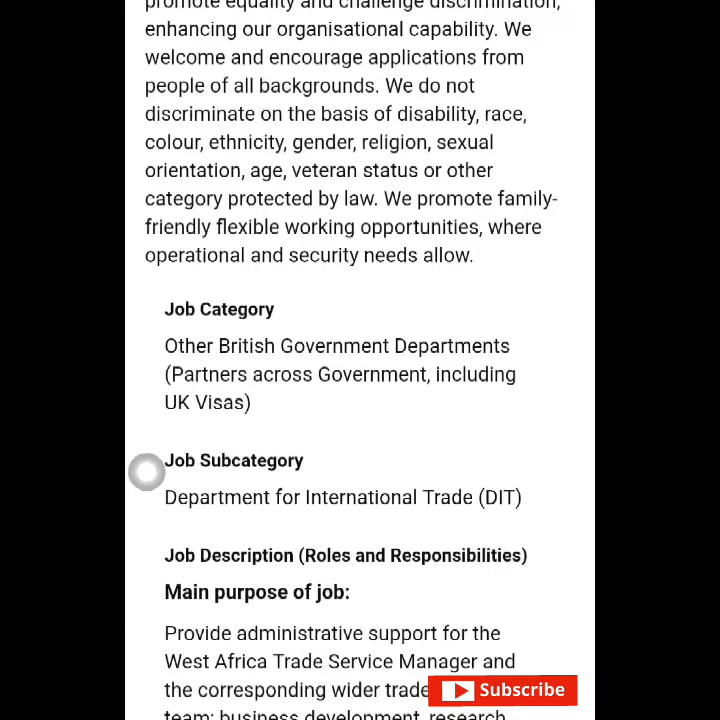 promote equality and challenge discrimination,
enhancing our organisational capability. We
welcome and encourage applications from
people of all backgrounds. We do not
discriminate on the basis of disability, race,
colour, ethnicity, gender, religion, sexual
orientation, age, veteran status or other
category protected by law. We promote family-
friendly flexible working opportunities, where
operational and security needs allow.
Job Category
Other British Government Departments
(Partners across Government, including
UK Visas)
Job Subcategory
Department for International Trade (DIT)
Job Description (Roles and Responsibilities)
Main purpose of job:
Provide administrative support for the
West Africa Trade Service Manager and
the corresponding wider trade
Subscribe
team; business development, research